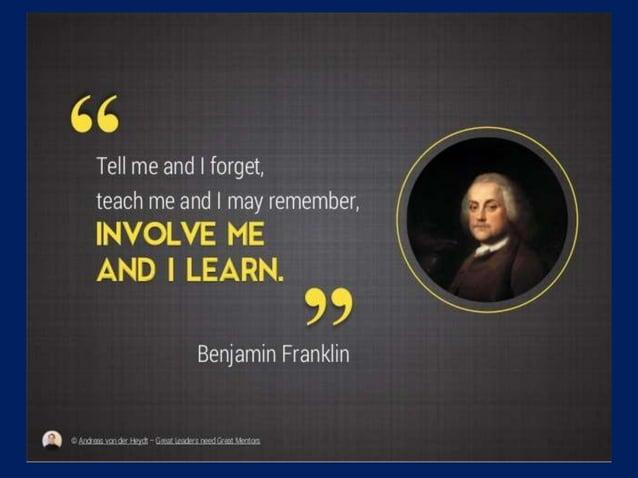 “
Tell me and I forget,
teach me and I may remember,
INVOLVE ME
AND I LEARN.
”
Benjamin Franklin
© Andreas von der Heydt – Great Leaders need Great Mentors